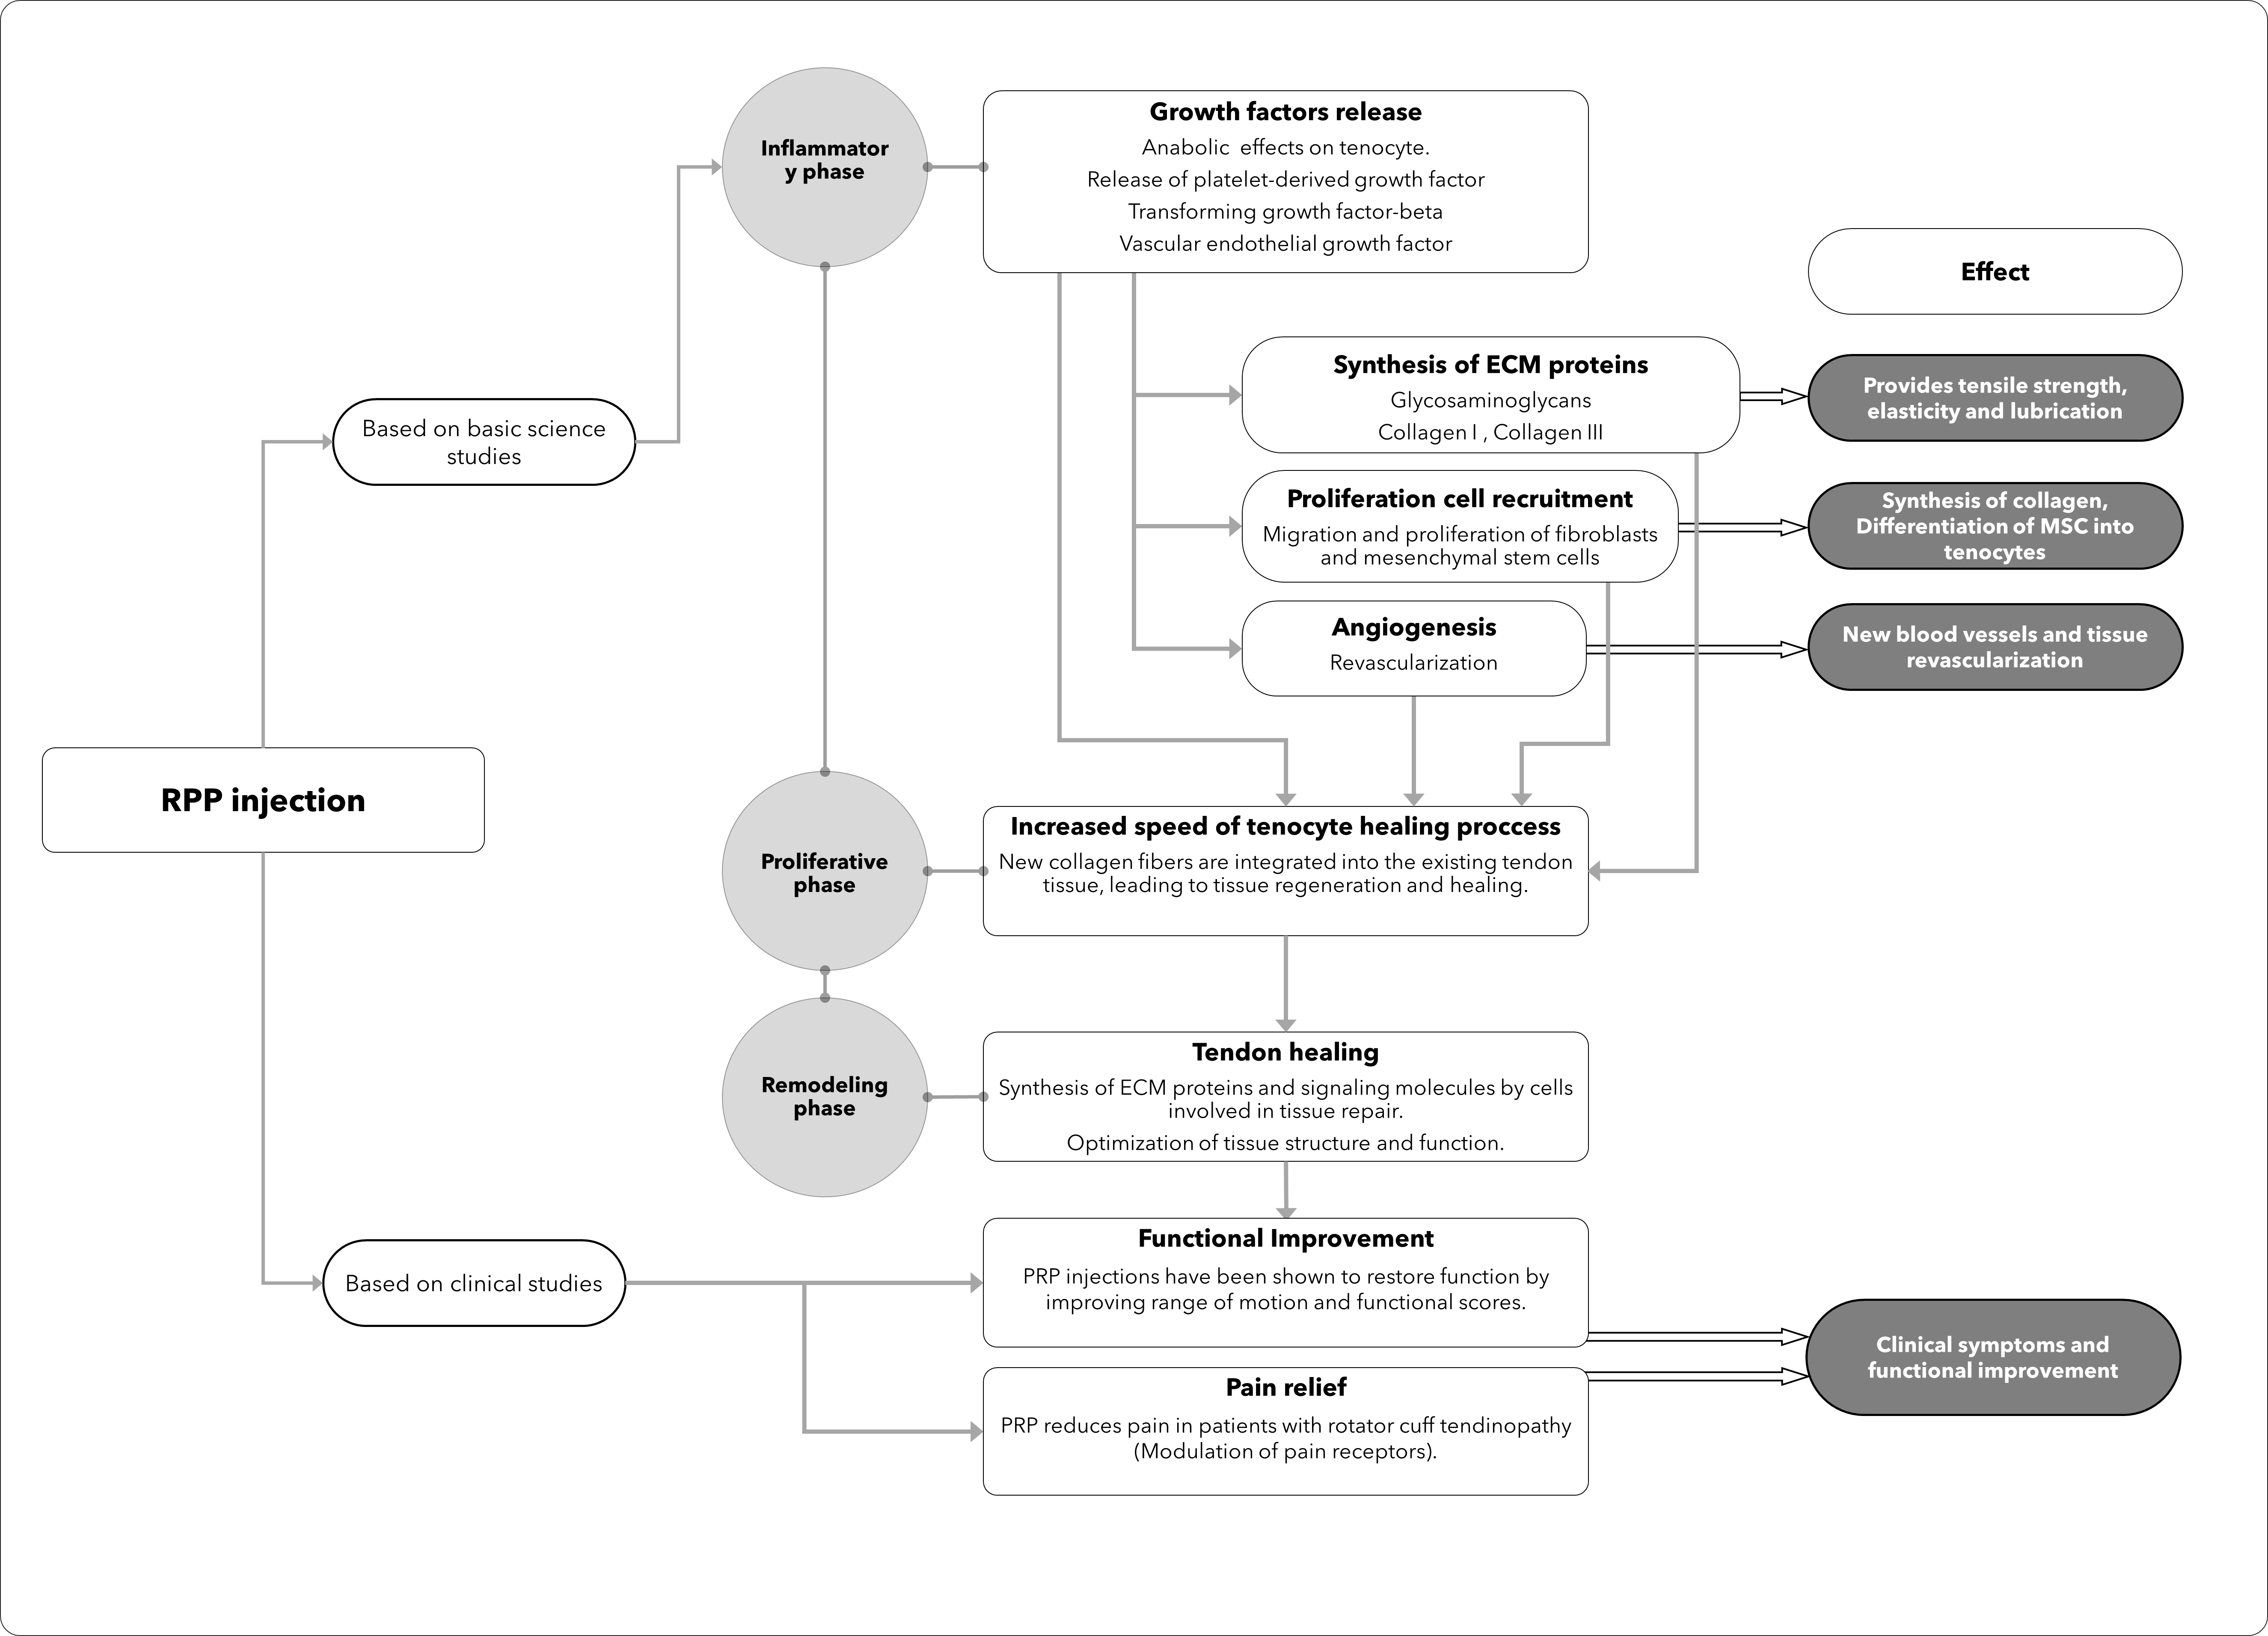 RPP injection
Based on basic science
studies
Based on clinical studies
Inflammator
y phase
Proliferative
phase
Remodeling
phase
Growth factors release
Anabolic  effects on tenocyte.
Release of platelet-derived growth factor
Transforming growth factor-beta
Vascular endothelial growth factor
Synthesis of ECM proteins
Glycosaminoglycans
Collagen I , Collagen III
Proliferation cell recruitment
Migration and proliferation of fibroblasts
and mesenchymal stem cells
Angiogenesis
Revascularization
Increased speed of tenocyte healing proccess
New collagen fibers are integrated into the existing tendon
tissue, leading to tissue regeneration and healing.
Tendon healing
Synthesis of ECM proteins and signaling molecules by cells
involved in tissue repair.
Optimization of tissue structure and function.
Functional Improvement
PRP injections have been shown to restore function by
improving range of motion and functional scores.
Pain relief
PRP reduces pain in patients with rotator cuff tendinopathy
(Modulation of pain receptors).
Effect
Provides tensile strength,
elasticity and lubrication
Synthesis of collagen,
Differentiation of MSC into
tenocytes
New blood vessels and tissue
revascularization
Clinical symptoms and
functional improvement